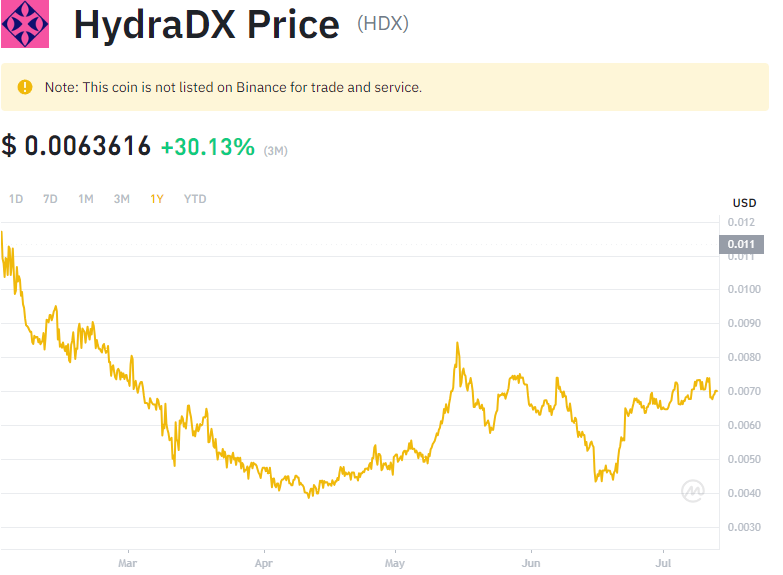 HydraDX Price (HDX)
Note: This coin is not listed on Binance for trade and service.
$ 0.0063616 +30.13% (3M)
1D 7D 1M 3M 1Y YTD
USD
0.012
0.011
0.011
0.0100
0.0090
0.0080
0.0070
0.0060
0.0050
0.0040
0.0030
Mar Apr May Jun Jul